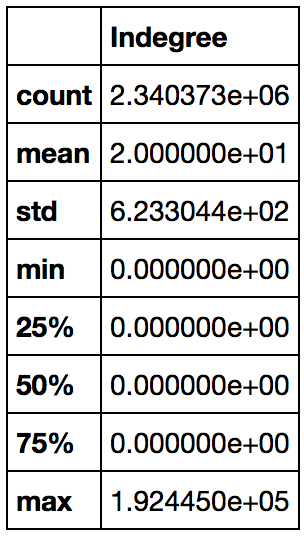 Indegree
count 2.340373e+06
mean 2.000000e+01
std 6.233044e+02
min 0.000000e+00
25% 0.000000e+00
50% 0.000000e+00
75% 0.000000e+00
max 1.924450e+05